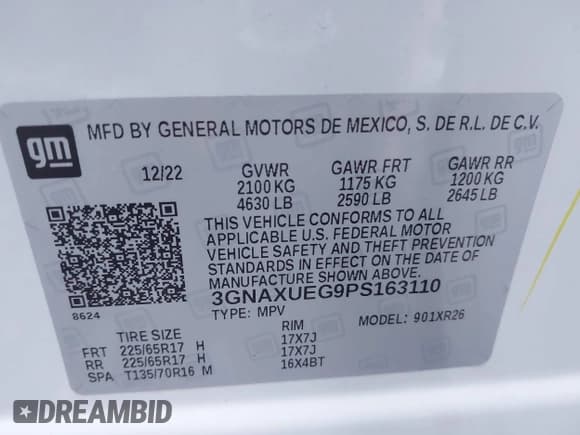 gm
MFD BY GENERAL MOTORS DE MEXICO, S. DE R.L. DE C.V.
12/22 GVWR GAWR FRT GAWR RR
2100 KG 1175 KG 1200 KG
4630 LB 2590 LB 2645 LB
THIS VEHICLE CONFORMS TO ALL
APPLICABLE U.S. FEDERAL MOTOR
VEHICLE SAFETY AND THEFT PREVENTION
STANDARDS IN EFFECT ON THE DATE OF
MANUFACTURE SHOWN ABOVE.
3GNAXUEG9PS163110
8624 TYPE: MPV MODEL: 901XR26
TIRE SIZE RIM
FRT 225/65R17 H 17X7J
RR 225/65R17 H 17X7J
SPA T135/70R16 M 16X4BT
DREAMBID